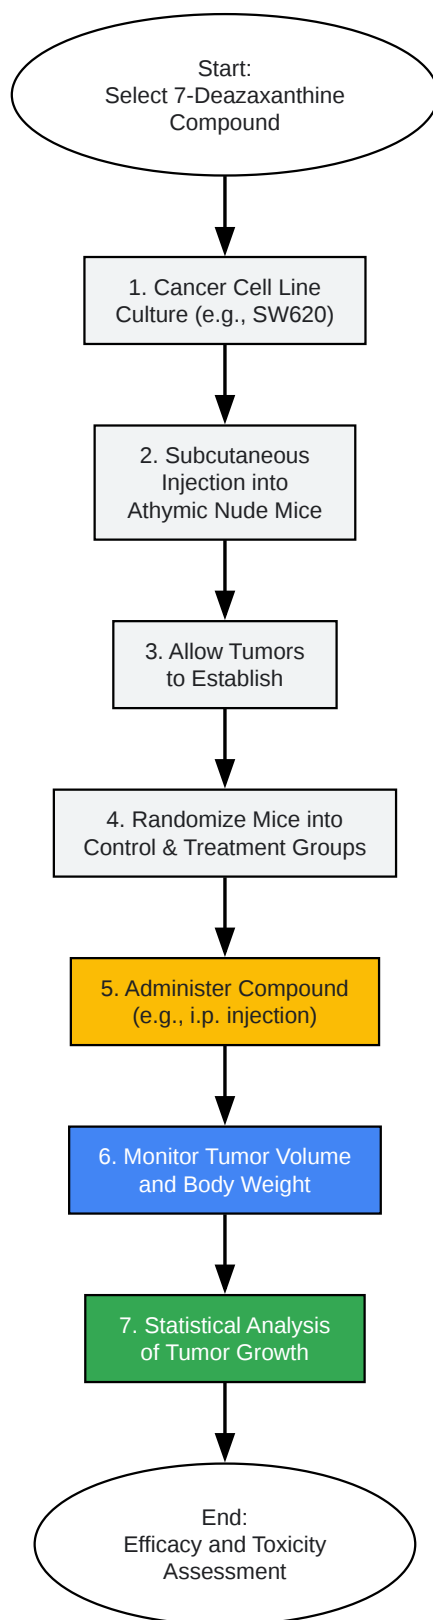 Start:
Select 7-Deazaxanthine
Compound
1. Cancer Cell Line
Culture (e.g., SW620)
2. Subcutaneous
Injection into
Athymic Nude Mice
3. Allow Tumors
to Establish
4. Randomize Mice into
Control & Treatment Groups
5. Administer Compound
(e.g., i.p. injection)
6. Monitor Tumor Volume
and Body Weight
7. Statistical Analysis
of Tumor Growth
End:
Efficacy and Toxicity
Assessment